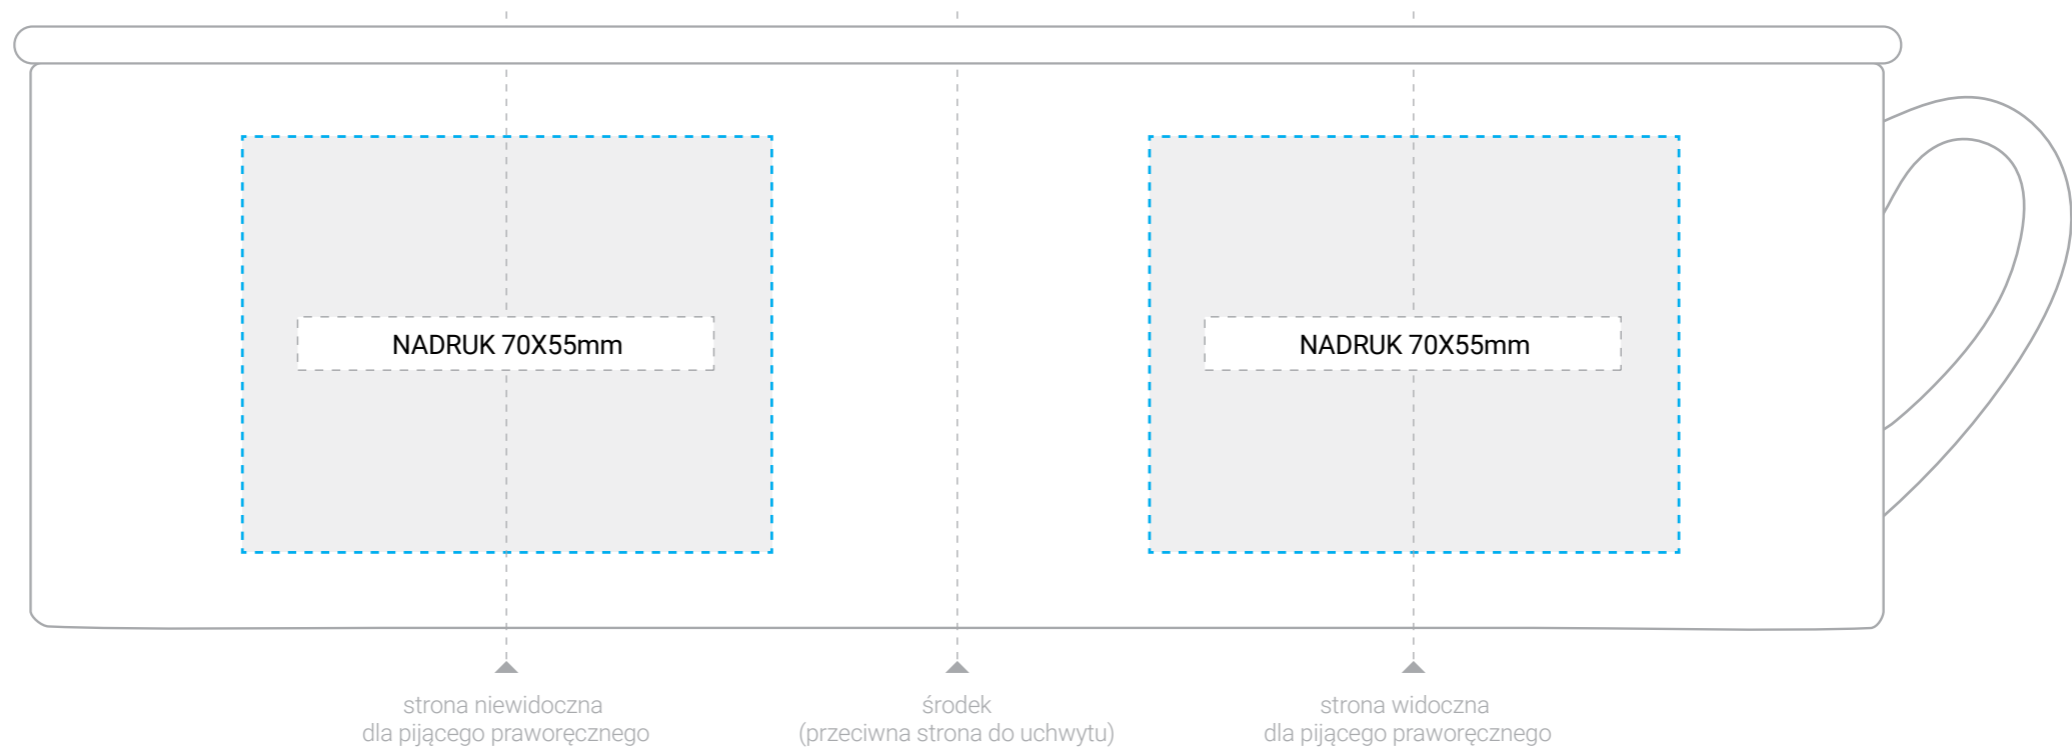 NADRUK 70X55mm
NADRUK 70X55mm
strona niewidoczna
dla pijącego praworęcznego
środek
(przeciwna strona do uchwytu)
strona widoczna
dla pijącego praworęcznego